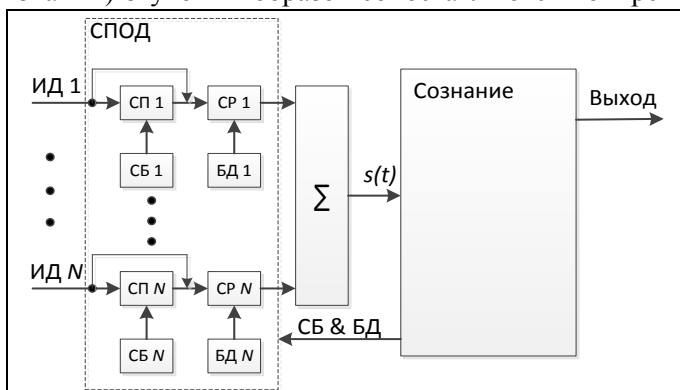 СПОД
ИД 1
СП 1
СР 1
СБ 1
БД 1
Σ
s(t)
Сознание
Выход
ИД N
СП N
СР N
СБ N
БД N
СБ & БД